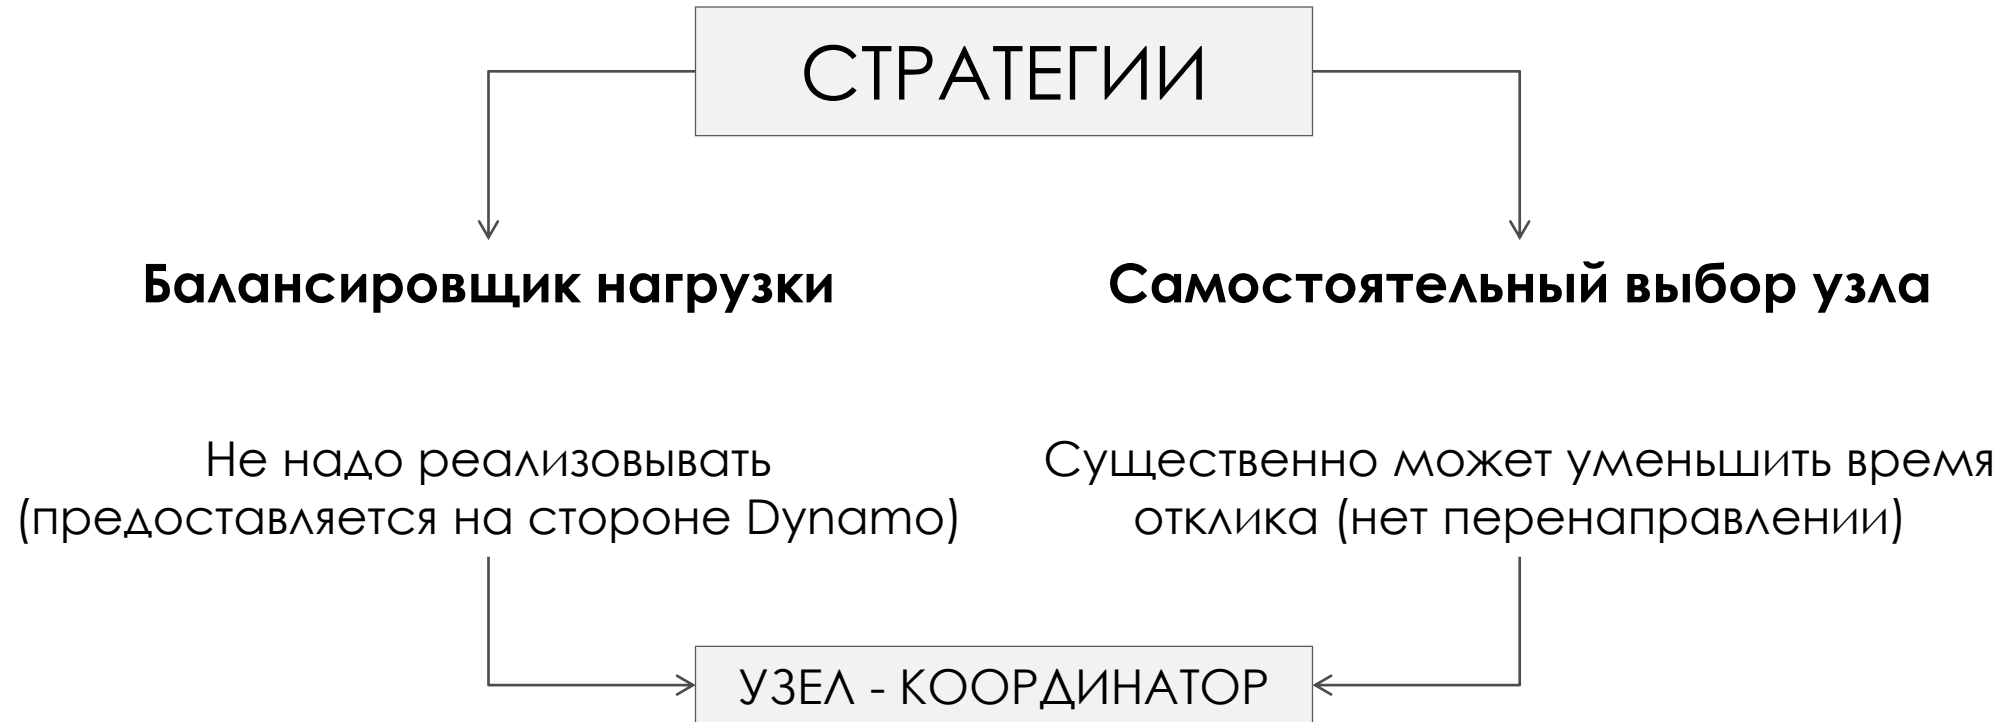 СТРАТЕГИИ
Балансировщик нагрузки
Самостоятельный выбор узла
Не надо реализовывать
(предоставляется на стороне Dynamo)
Существенно может уменьшить время
отклика (нет перенаправлении)
УЗЕЛ - КООРДИНАТОР